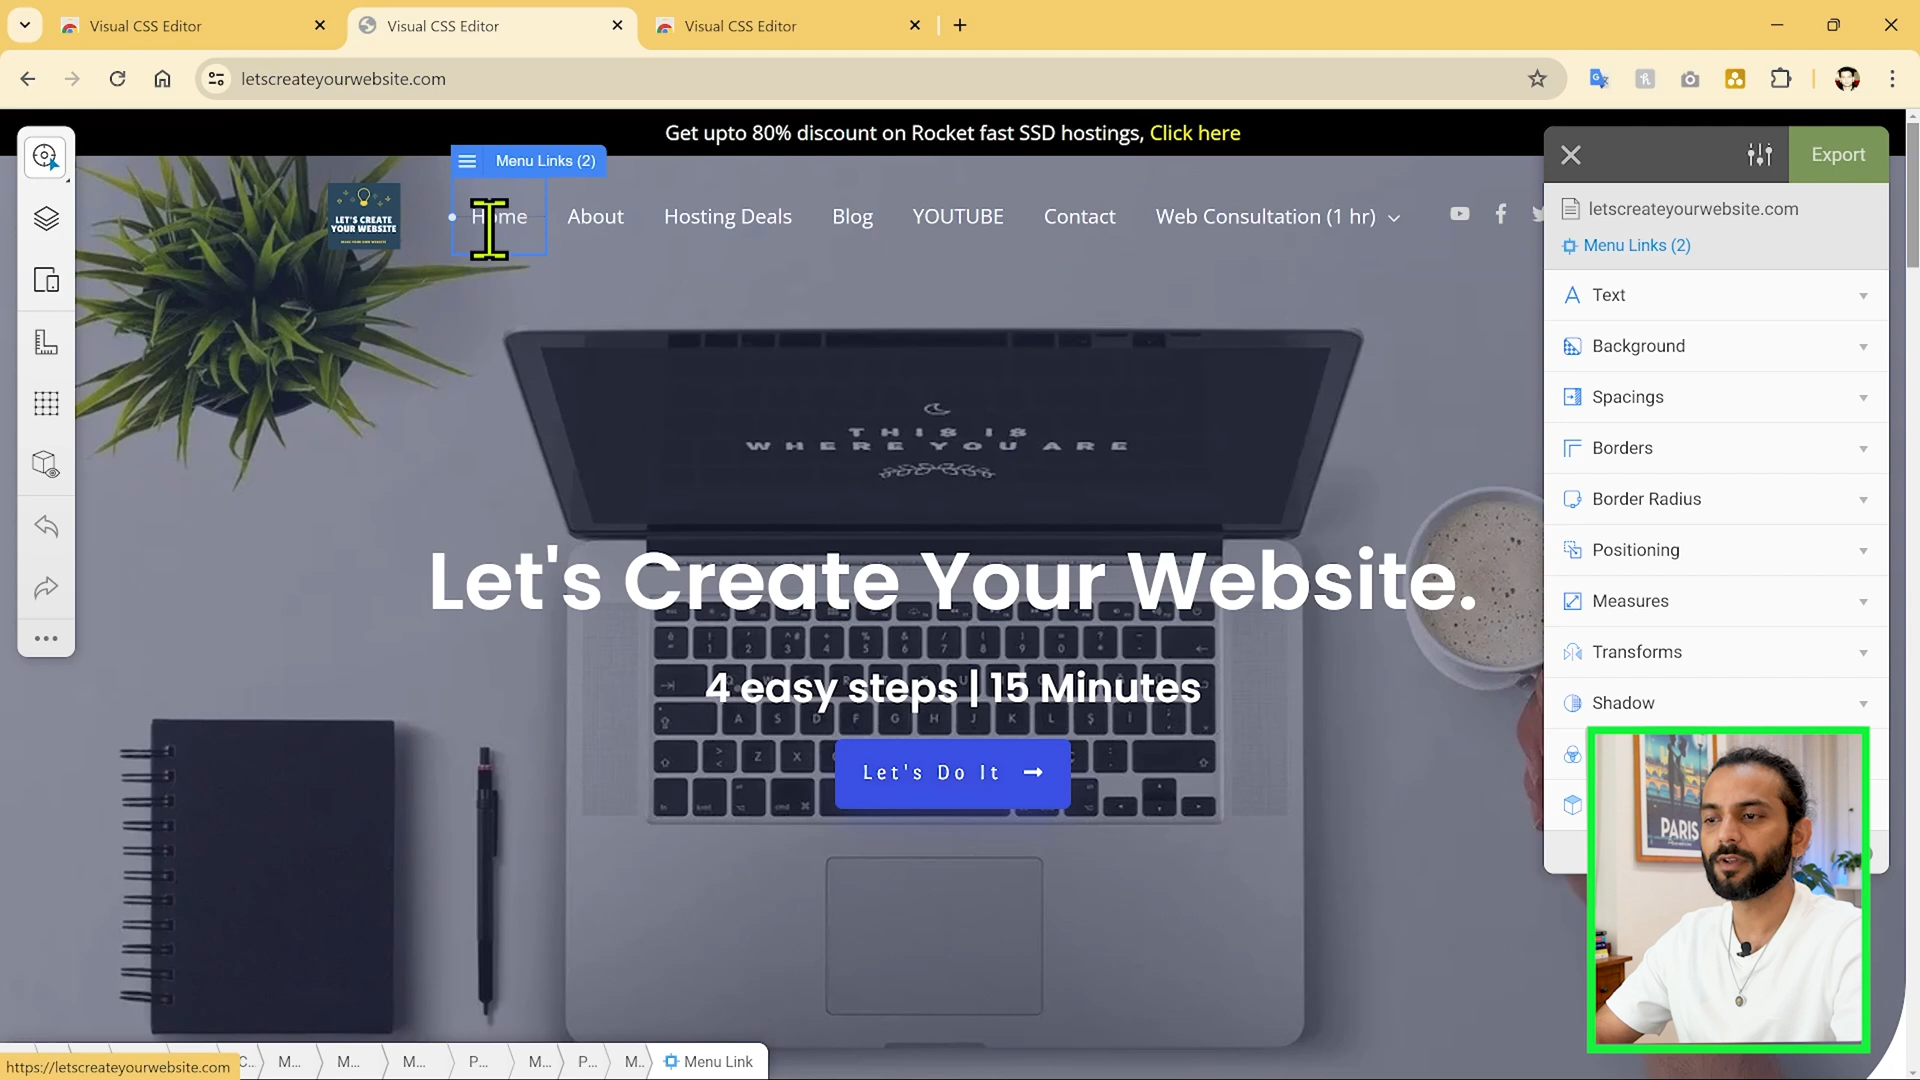 Visual CSS Editor
Visual CSS Editor
Visual CSS Editor
letscreateyourwebsite.com
Get upto 80% discount on Rocket fast SSD hostings, Click here
Menu Links (2)
LET'S CREATE
YOUR WEBSITE
MAKE YOUR OWN WEBSITE
Home
About
Hosting Deals
Blog
YOUTUBE
Contact
Web Consultation (1 hr)
Export
letscreateyourwebsite.com
Menu Links (2)
Text
Background
Spacings
Borders
Border Radius
Positioning
Measures
Transforms
Shadow
THIS IS
WHERE YOU ARE
Let's Create Your Website.
4 easy steps | 15 Minutes
Let's Do It
PARIS
https://letscreateyourwebsite.com
C...
M...
M...
M...
P...
M...
P...
M..
Menu Link